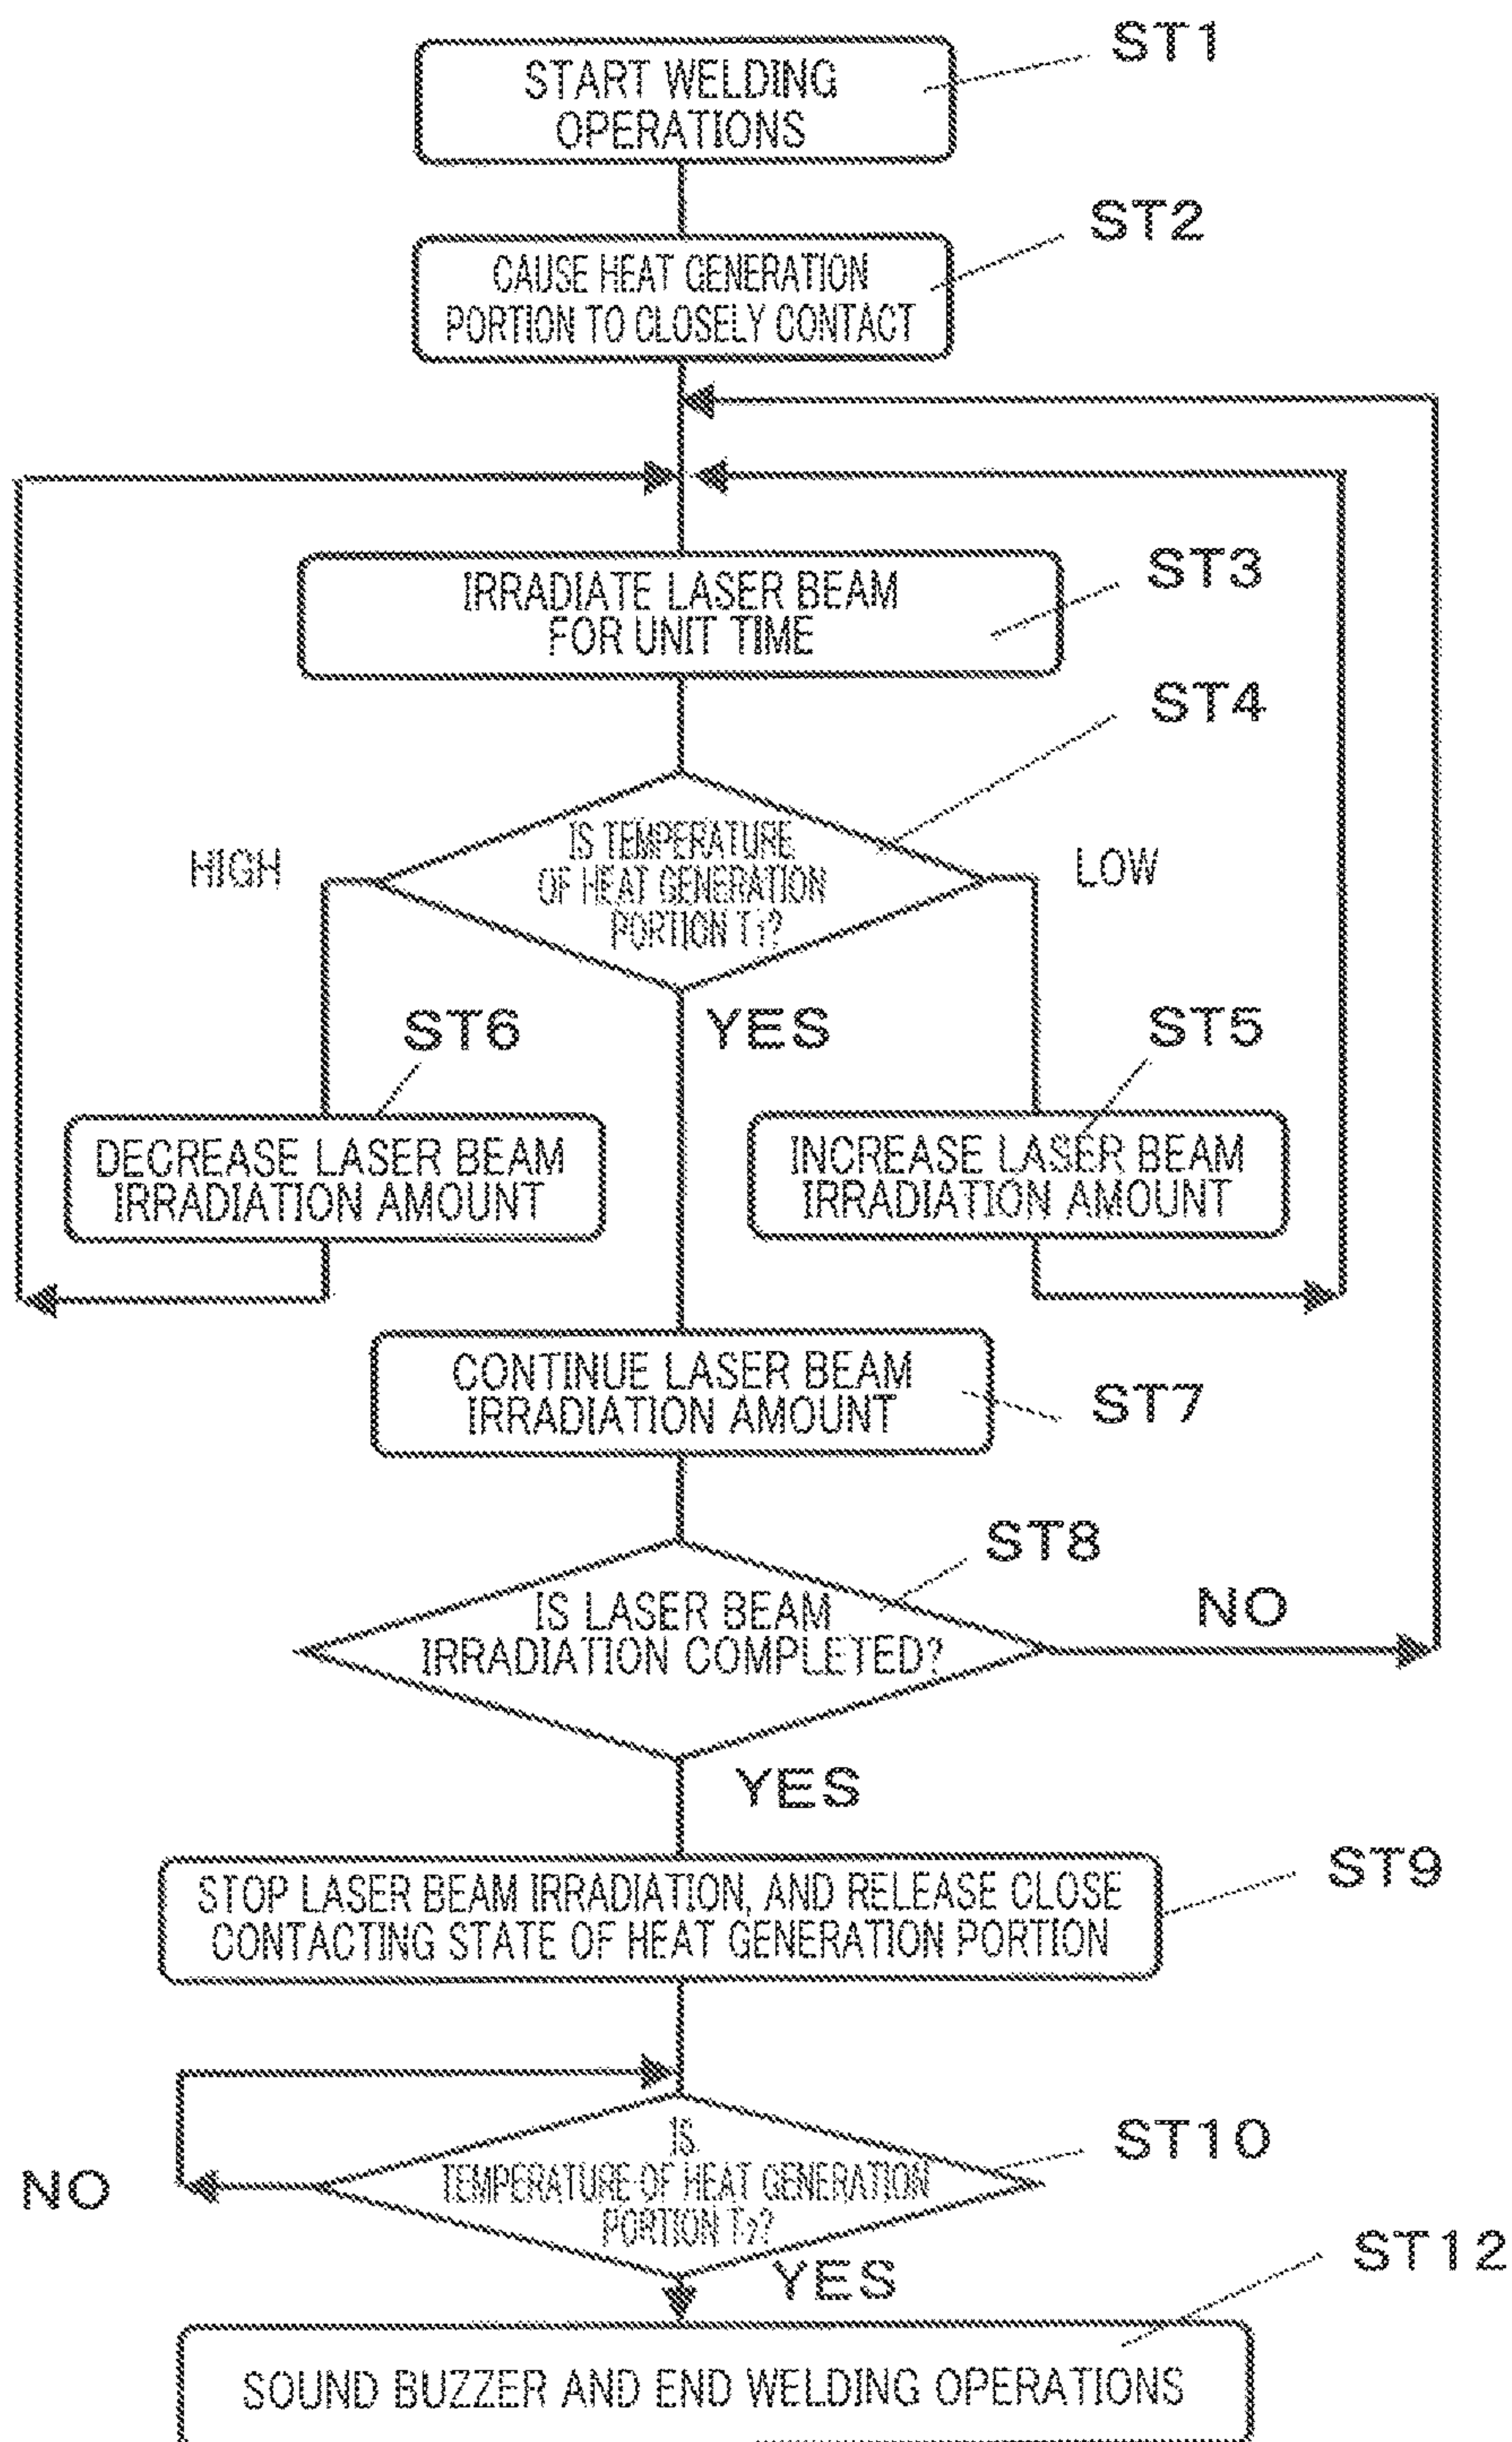 ST1
START WELDING
OPERATIONS
ST2
CAUSE HEAT GENERATION
PORTION TO CLOSELY CONTACT
ST3
IRRADIATE LASER BEAM
FOR UNIT TIME
ST4
IS TEMPERATURE
OF HEAT GENERATION
PORTION T1?
HIGH
LOW
YES
ST6
ST5
DECREASE LASER BEAM
IRRADIATION AMOUNT
INCREASE LASER BEAM
IRRADIATION AMOUNT
CONTINUE LASER BEAM
IRRADIATION AMOUNT
ST7
ST8
IS LASER BEAM
IRRADIATION COMPLETED?
NO
YES
STOP LASER BEAM IRRADIATION, AND RELEASE CLOSE
CONTACTING STATE OF HEAT GENERATION PORTION
ST9
IS
TEMPERATURE OF HEAT GENERATION
PORTION T2?
ST10
NO
YES
ST12
SOUND BUZZER AND END WELDING OPERATIONS